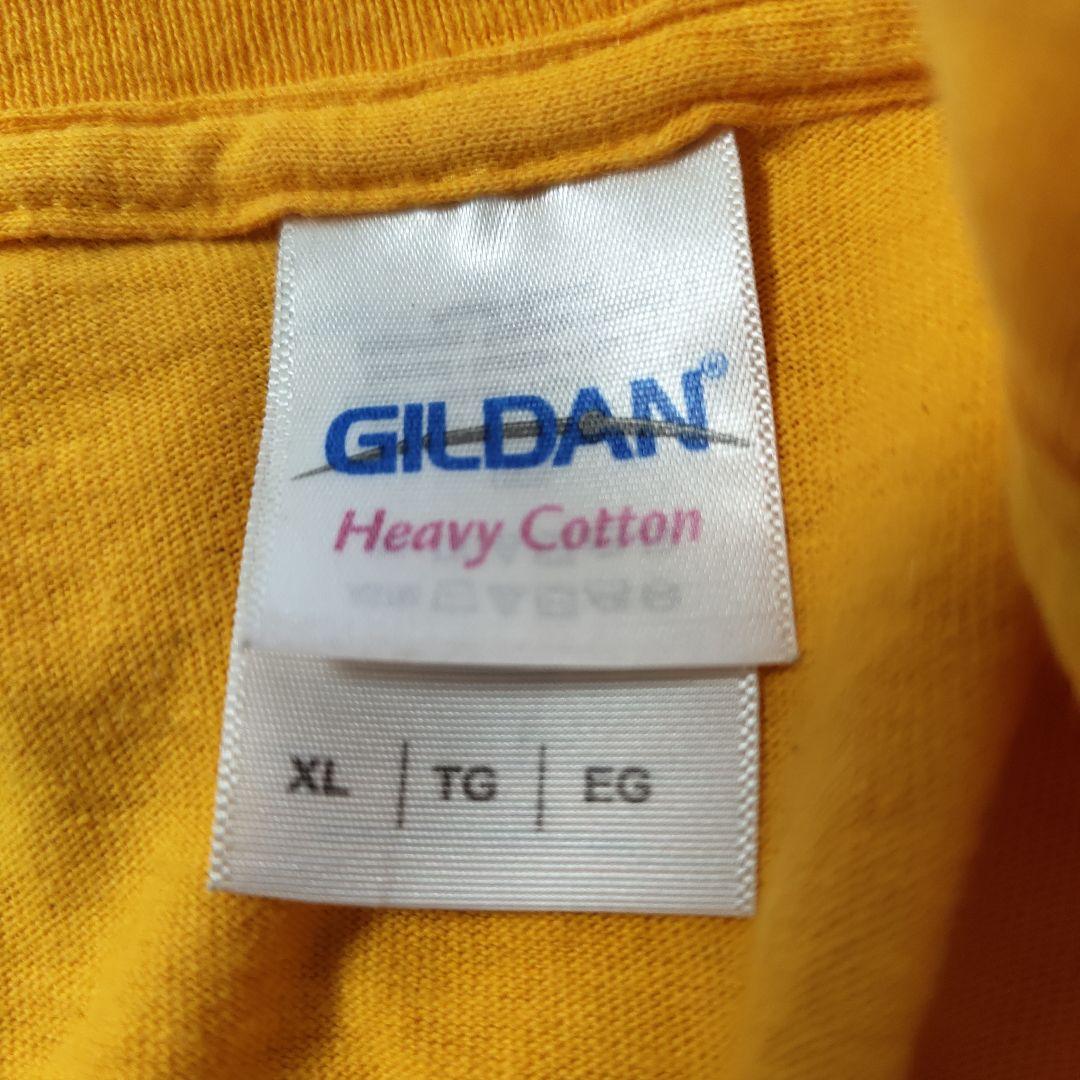 GILDAN®
Heavy Cotton
XL | TG | EG